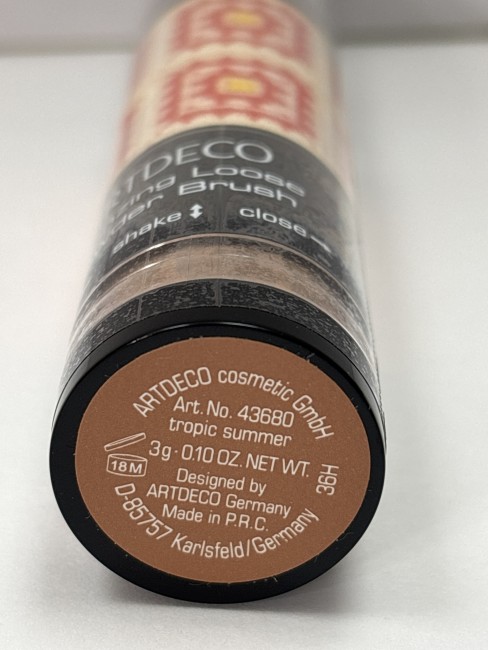 TDECO
Loose
Brush
shake close
ARTDECO cosmetic GmbH
Art. No. 43680
tropic summer
3g · 0.10 OZ. NET WT.
18M
36H
Designed by
ARTDECO Germany
Made in P.R.C.
D-85757 Karlsfeld/Germany